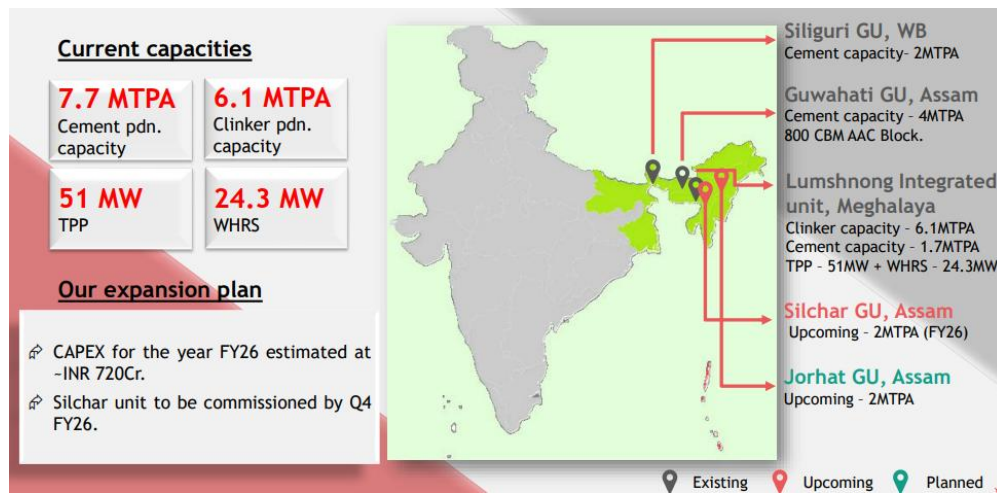 Current capacities
7.7 MTPA
Cement pdn.
capacity
6.1 MTPA
Clinker pdn.
capacity
51 MW
TPP
24.3 MW
WHRS
Our expansion plan
CAPEX for the year FY26 estimated at
~INR 720Cr.
Silchar unit to be commissioned by Q4
FY26.
Siliguri GU, WB
Cement capacity- 2MTPA
Guwahati GU, Assam
Cement capacity - 4MTPA
800 CBM AAC Block.
Lumshnong Integrated
unit, Meghalaya
Clinker capacity - 6.1MTPA
Cement capacity - 1.7MTPA
TPP - 51MW + WHRS - 24.3MW
Silchar GU, Assam
Upcoming - 2MTPA (FY26)
Jorhat GU, Assam
Upcoming - 2MTPA
Existing
Upcoming
Planned